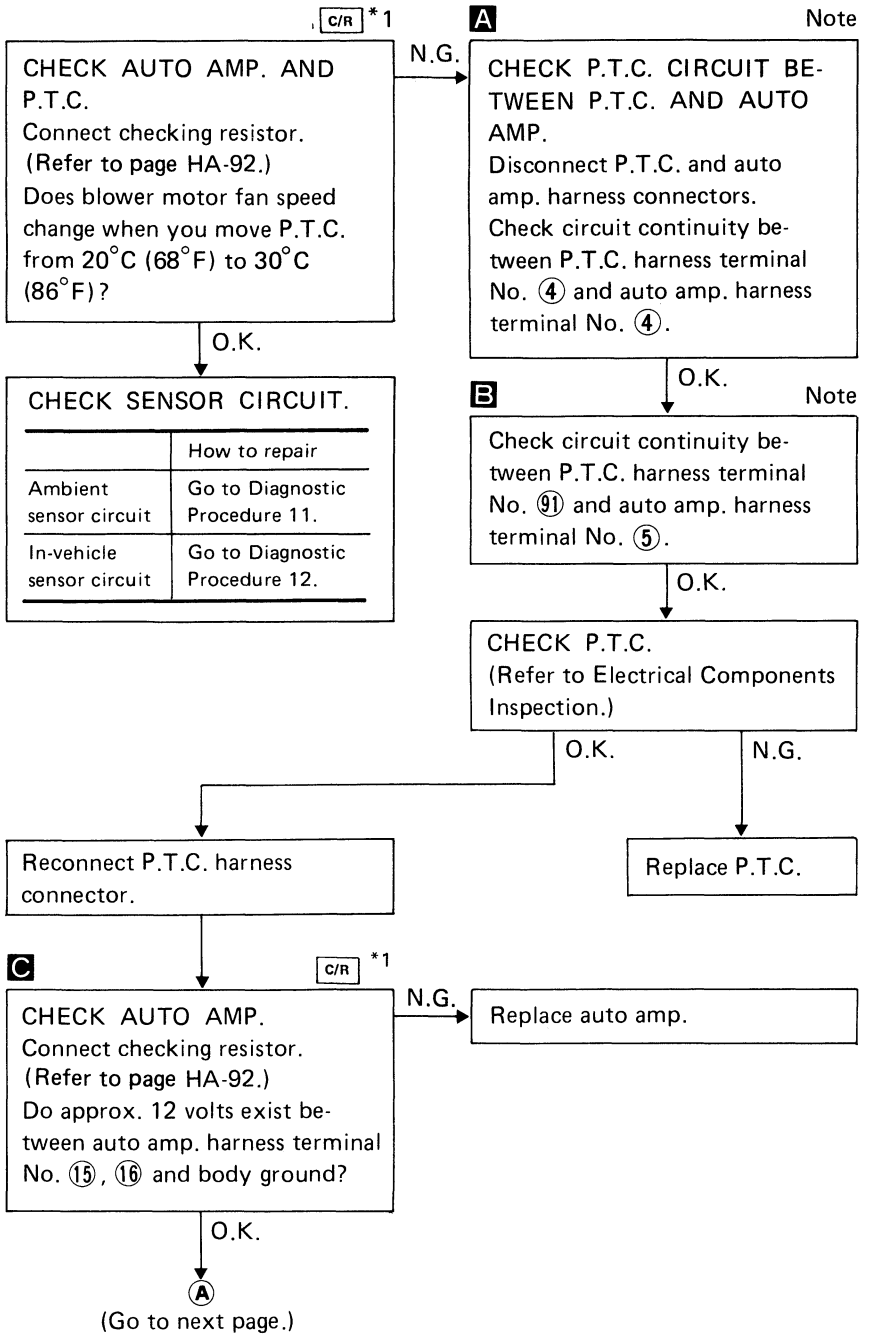 C/R *1
CHECK AUTO AMP. AND
P.T.C.
Connect checking resistor.
(Refer to page HA-92.)
Does blower motor fan speed
change when you move P.T.C.
from 20°C (68°F) to 30°C
(86°F)?
N.G.
A Note
CHECK P.T.C. CIRCUIT BE-
TWEEN P.T.C. AND AUTO
AMP.
Disconnect P.T.C. and auto
amp. harness connectors.
Check circuit continuity be-
tween P.T.C. harness terminal
No. ④ and auto amp. harness
terminal No. ④.
O.K.
CHECK SENSOR CIRCUIT.
How to repair
Ambient
sensor circuit
Go to Diagnostic
Procedure 11.
In-vehicle
sensor circuit
Go to Diagnostic
Procedure 12.
O.K.
B Note
Check circuit continuity be-
tween P.T.C. harness terminal
No. 91 and auto amp. harness
terminal No. ⑤.
O.K.
CHECK P.T.C.
(Refer to Electrical Components
Inspection.)
O.K.
N.G.
Reconnect P.T.C. harness
connector.
Replace P.T.C.
C C/R *1
CHECK AUTO AMP.
Connect checking resistor.
(Refer to page HA-92.)
Do approx. 12 volts exist be-
tween auto amp. harness terminal
No. ⑮, ⑯ and body ground?
N.G.
Replace auto amp.
O.K.
Ⓐ
(Go to next page.)